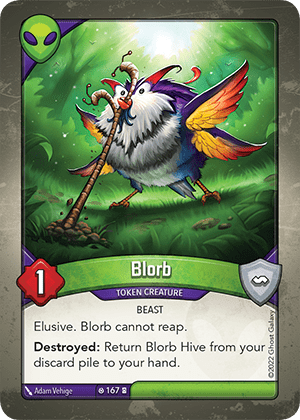 Blorb
1
TOKEN CREATURE
BEAST
Elusive. Blorb cannot reap.
Destroyed: Return Blorb Hive from your
discard pile to your hand.
Adam Vehige
167
©2022 Ghost Galaxy